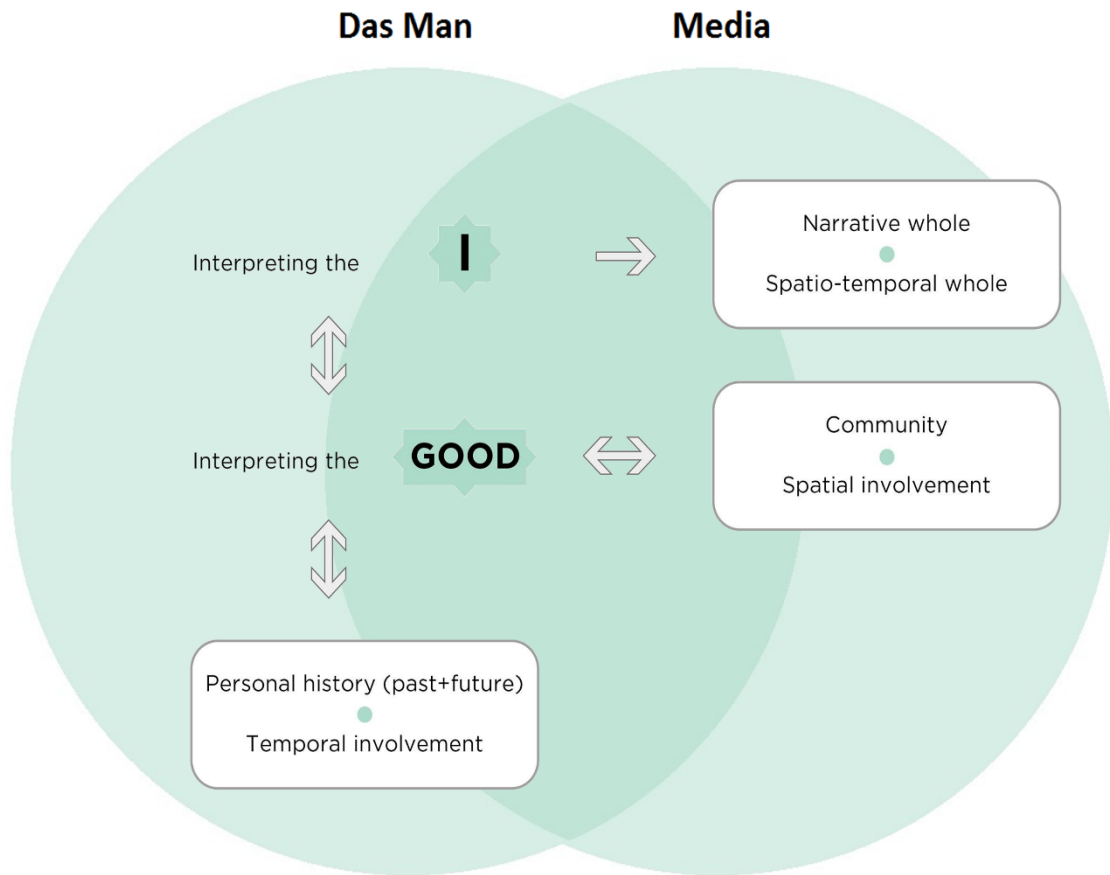 Das Man
Media
Interpreting the I
Narrative whole
Spatio-temporal whole
Interpreting the GOOD
Community
Spatial involvement
Personal history (past+future)
Temporal involvement